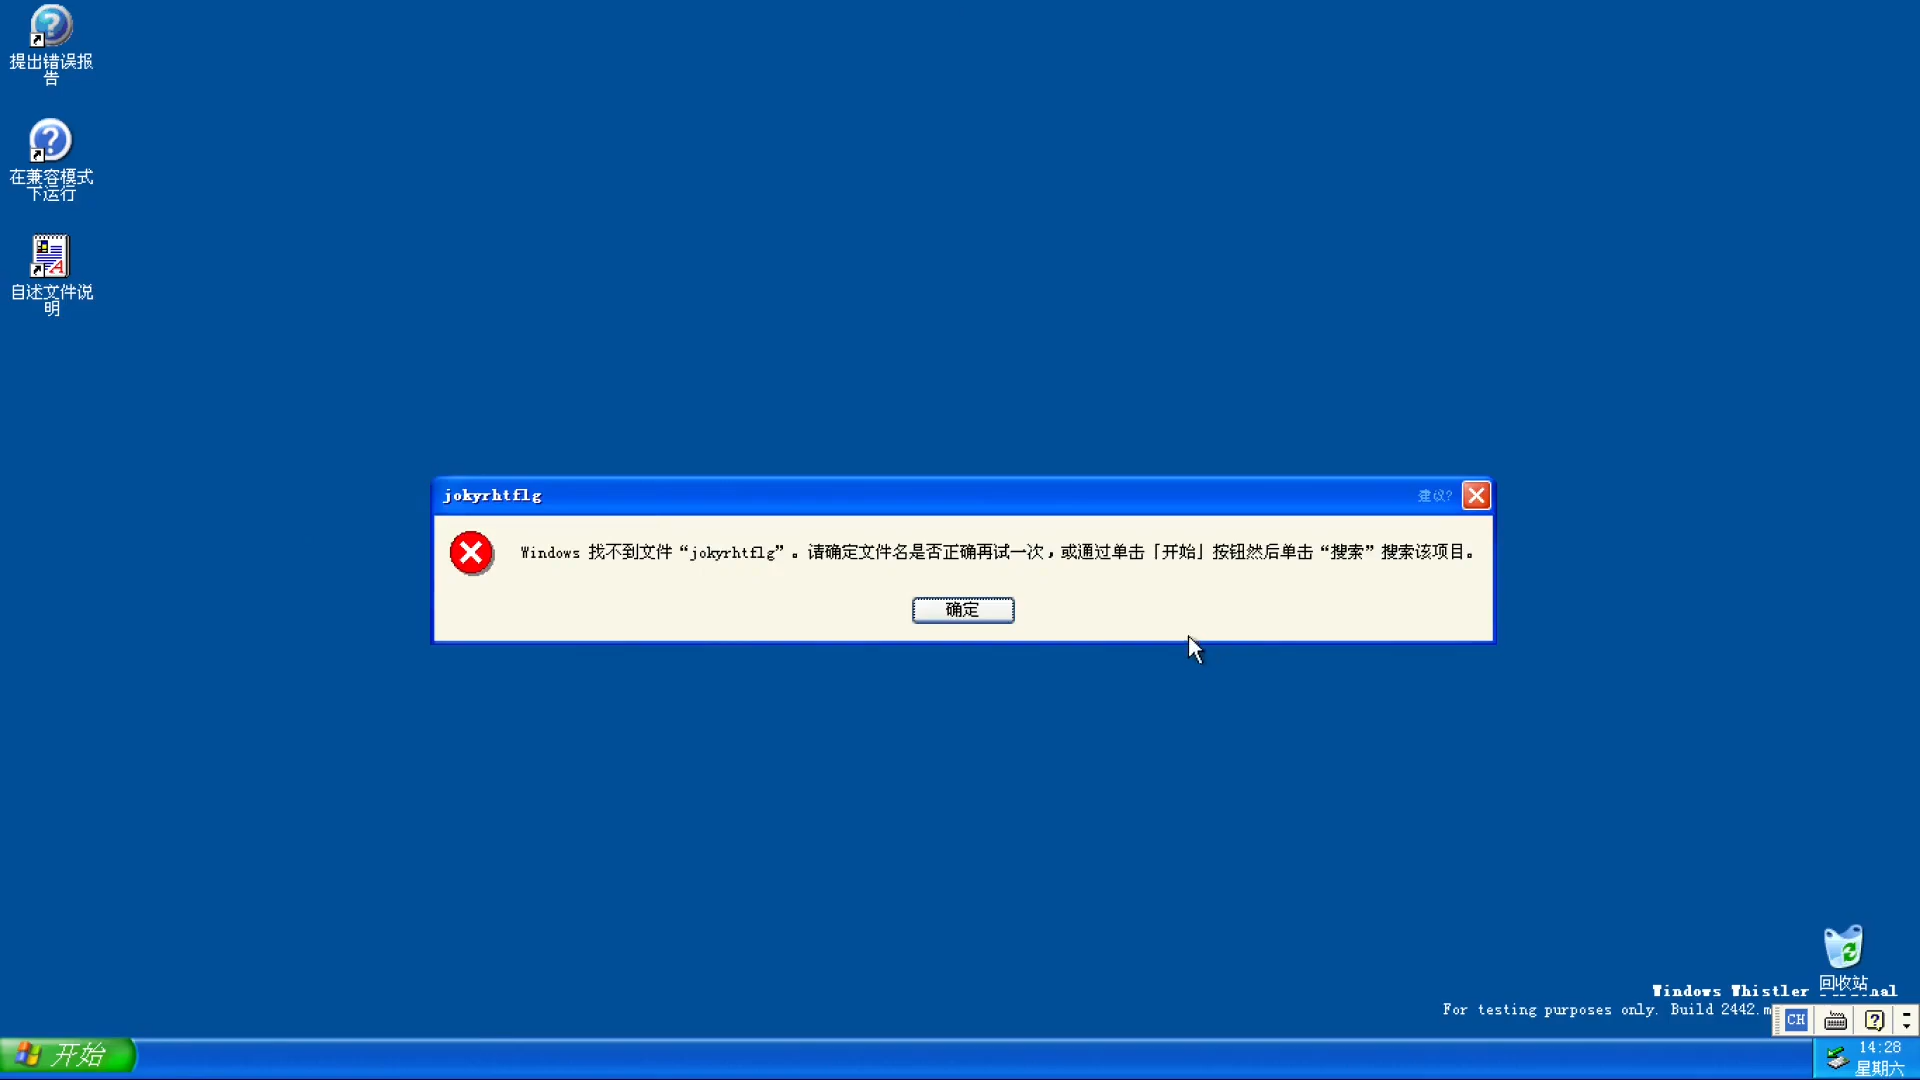 提出错误报
告
在兼容模式
下运行
自述文件说
明
jokyrhtflg
建议?
Windows 找不到文件“jokyrhtflg”。请确定文件名是否正确再试一次，或通过单击「开始」按钮然后单击“搜索”搜索该项目。
确定
回收站
Windows Whistler
For testing purposes only. Build 2442.m
CH
开始
14:28
星期六